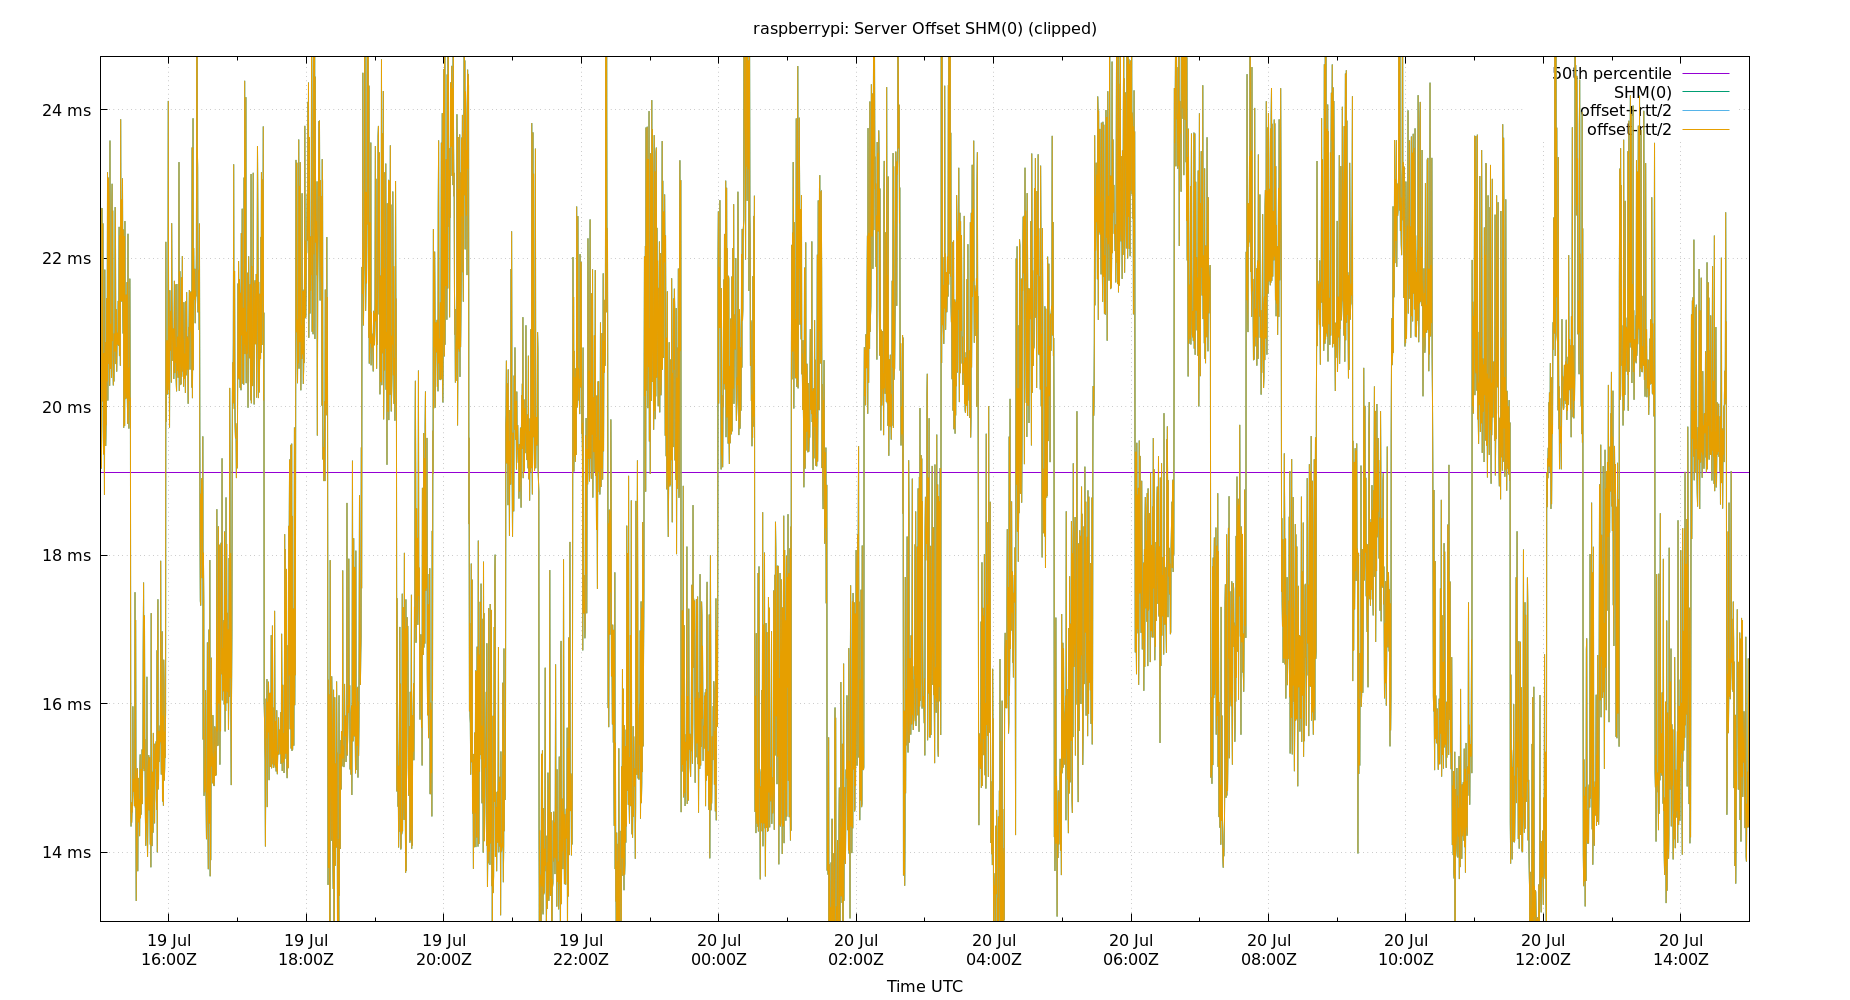 raspberrypi: Server Offset SHM(0) (clipped)
50th percentile
SHM(0)
offset+rtt/2
offset-rtt/2
24 ms
22 ms
20 ms
18 ms
16 ms
14 ms
19 Jul 19 Jul 19 Jul 19 Jul 20 Jul 20 Jul 20 Jul 20 Jul 20 Jul 20 Jul 20 Jul 20 Jul
16:00Z 18:00Z 20:00Z 22:00Z 00:00Z 02:00Z 04:00Z 06:00Z 08:00Z 10:00Z 12:00Z 14:00Z
Time UTC